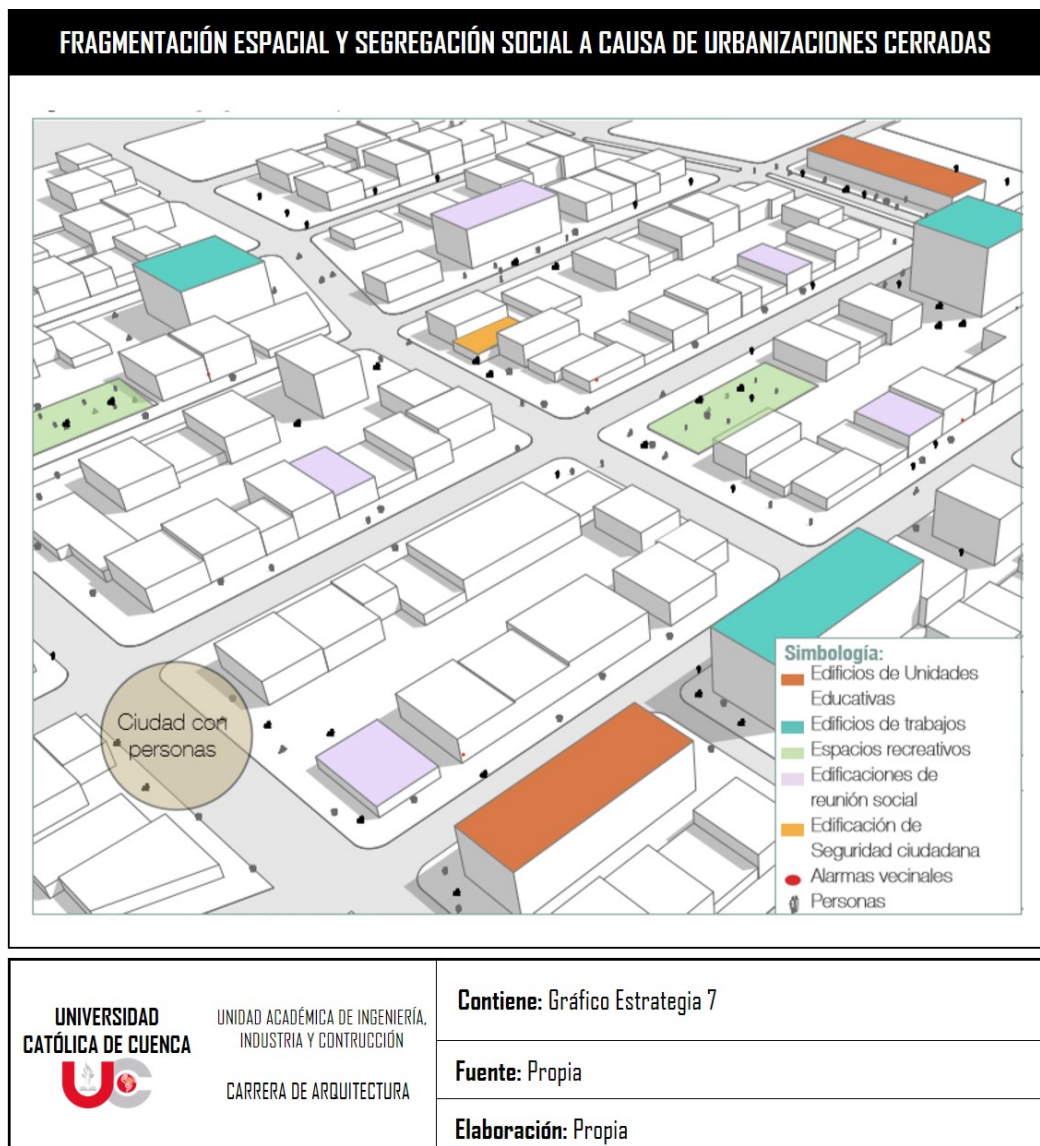 FRAGMENTACIÓN ESPACIAL Y SEGREGACIÓN SOCIAL A CAUSA DE URBANIZACIONES CERRADAS
Ciudad con
personas
Simbología:
Edificios de Unidades
Educativas
Edificios de trabajos
Espacios recreativos
Edificaciones de
reunión social
Edificación de
Seguridad ciudadana
Alarmas vecinales
Personas
UNIVERSIDAD
CATÓLICA DE CUENCA
UC
UNIDAD ACADÉMICA DE INGENIERÍA,
INDUSTRIA Y CONTRUCCIÓN
CARRERA DE ARQUITECTURA
Contiene: Gráfico Estrategia 7
Fuente: Propia
Elaboración: Propia